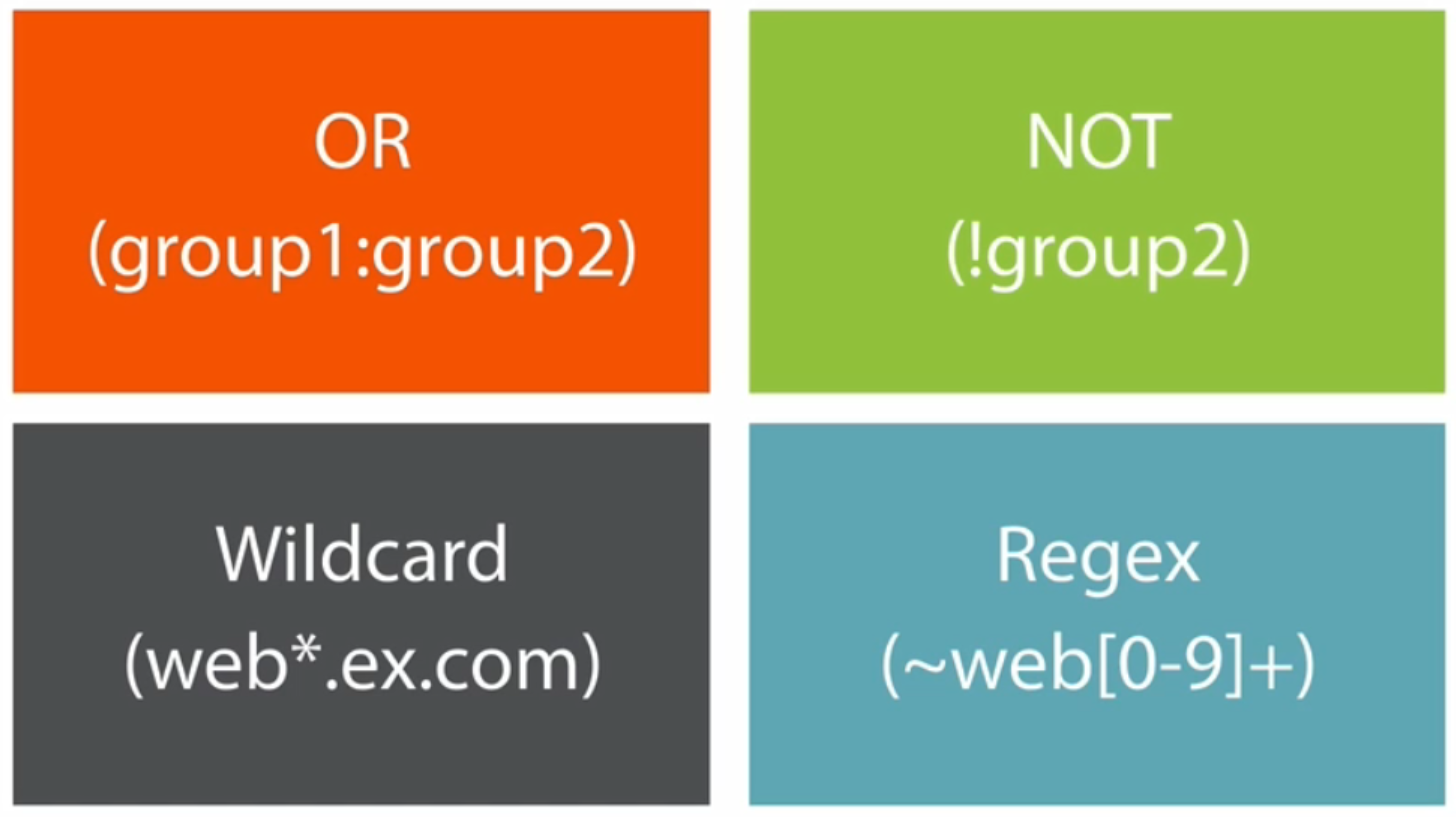 OR
(group1:group2)
NOT
(!group2)
Wildcard
(web*.ex.com)
Regex
(~web[0-9]+)